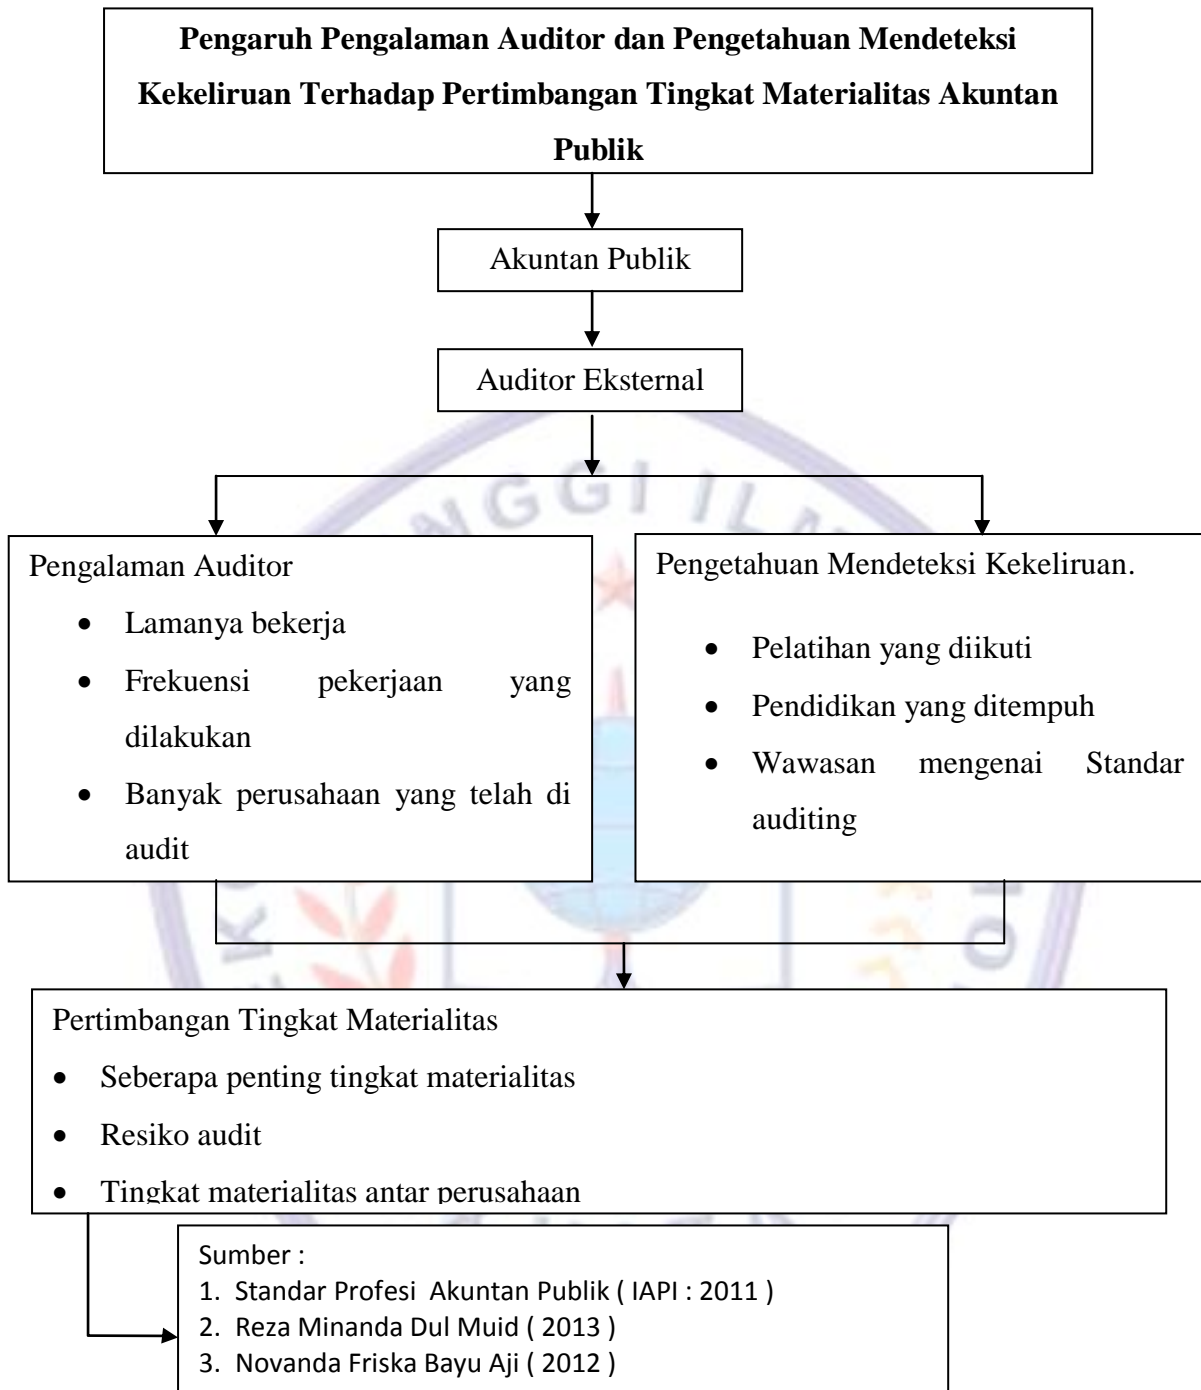 Pengaruh Pengalaman Auditor dan Pengetahuan Mendeteksi
Kekeliruan Terhadap Pertimbangan Tingkat Materialitas Akuntan
Publik
Akuntan Publik
Auditor Eksternal
Pengalaman Auditor
• Lamanya bekerja
• Frekuensi pekerjaan yang
dilakukan
• Banyak perusahaan yang telah di
audit
Pengetahuan Mendeteksi Kekeliruan.
• Pelatihan yang diikuti
• Pendidikan yang ditempuh
• Wawasan mengenai Standar
auditing
Pertimbangan Tingkat Materialitas
• Seberapa penting tingkat materialitas
• Resiko audit
• Tingkat materialitas antar perusahaan
Sumber :
1. Standar Profesi Akuntan Publik ( IAPI : 2011 )
2. Reza Minanda Dul Muid ( 2013 )
3. Novanda Friska Bayu Aji ( 2012 )